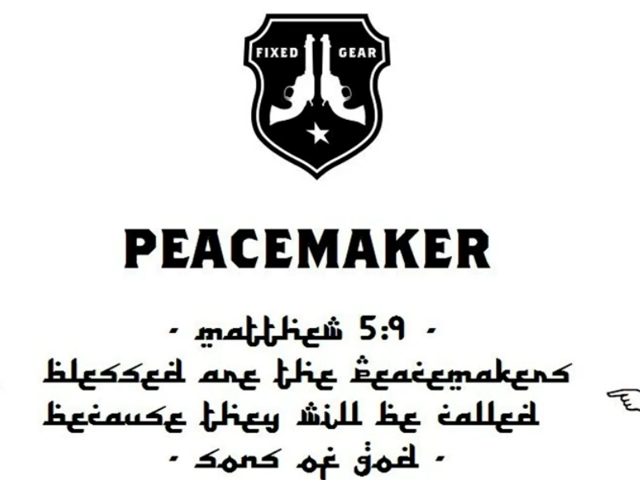 FIXED GEAR
PEACEMAKER
- matthew 5:9 -
blessed are the peacemakers
because they will be called
- sons of god -